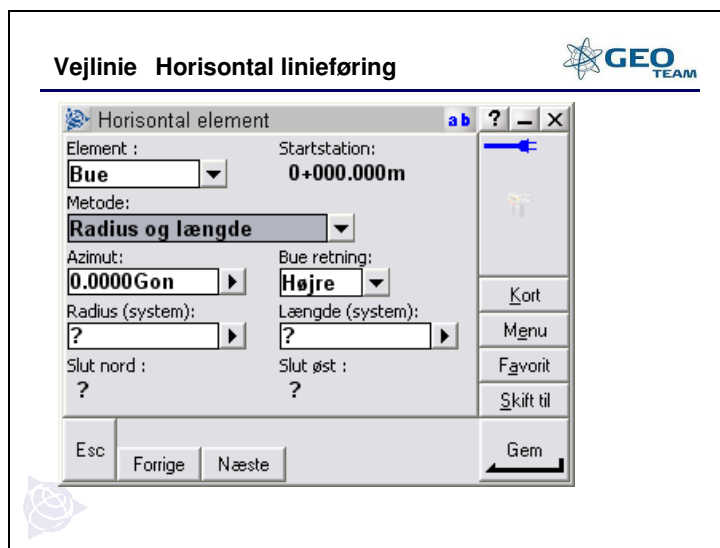 Vejlinie Horisontal linieføring
GEO
TEAM
Horisontal element
ab ? – X
Element : Startstation:
Bue 0+000.000m
Metode:
Radius og længde
Azimut: Bue retning:
0.0000Gon Højre
Radius (system): Længde (system):
? ?
Slut nord : Slut øst :
? ?
Kort
Menu
Favorit
Skift til
Esc Forrige Næste Gem